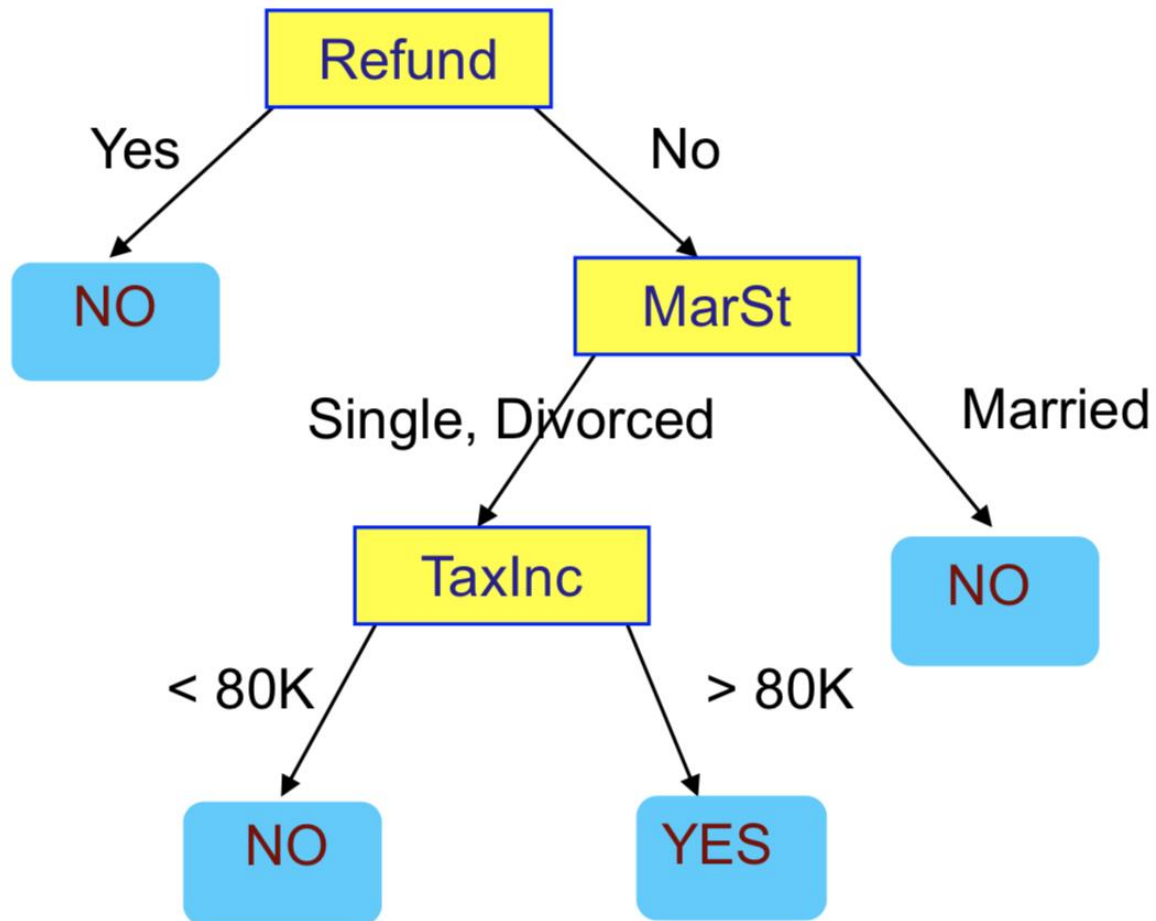 Refund
Yes
No
NO
MarSt
Single, Divorced
Married
TaxInc
NO
< 80K
> 80K
NO
YES